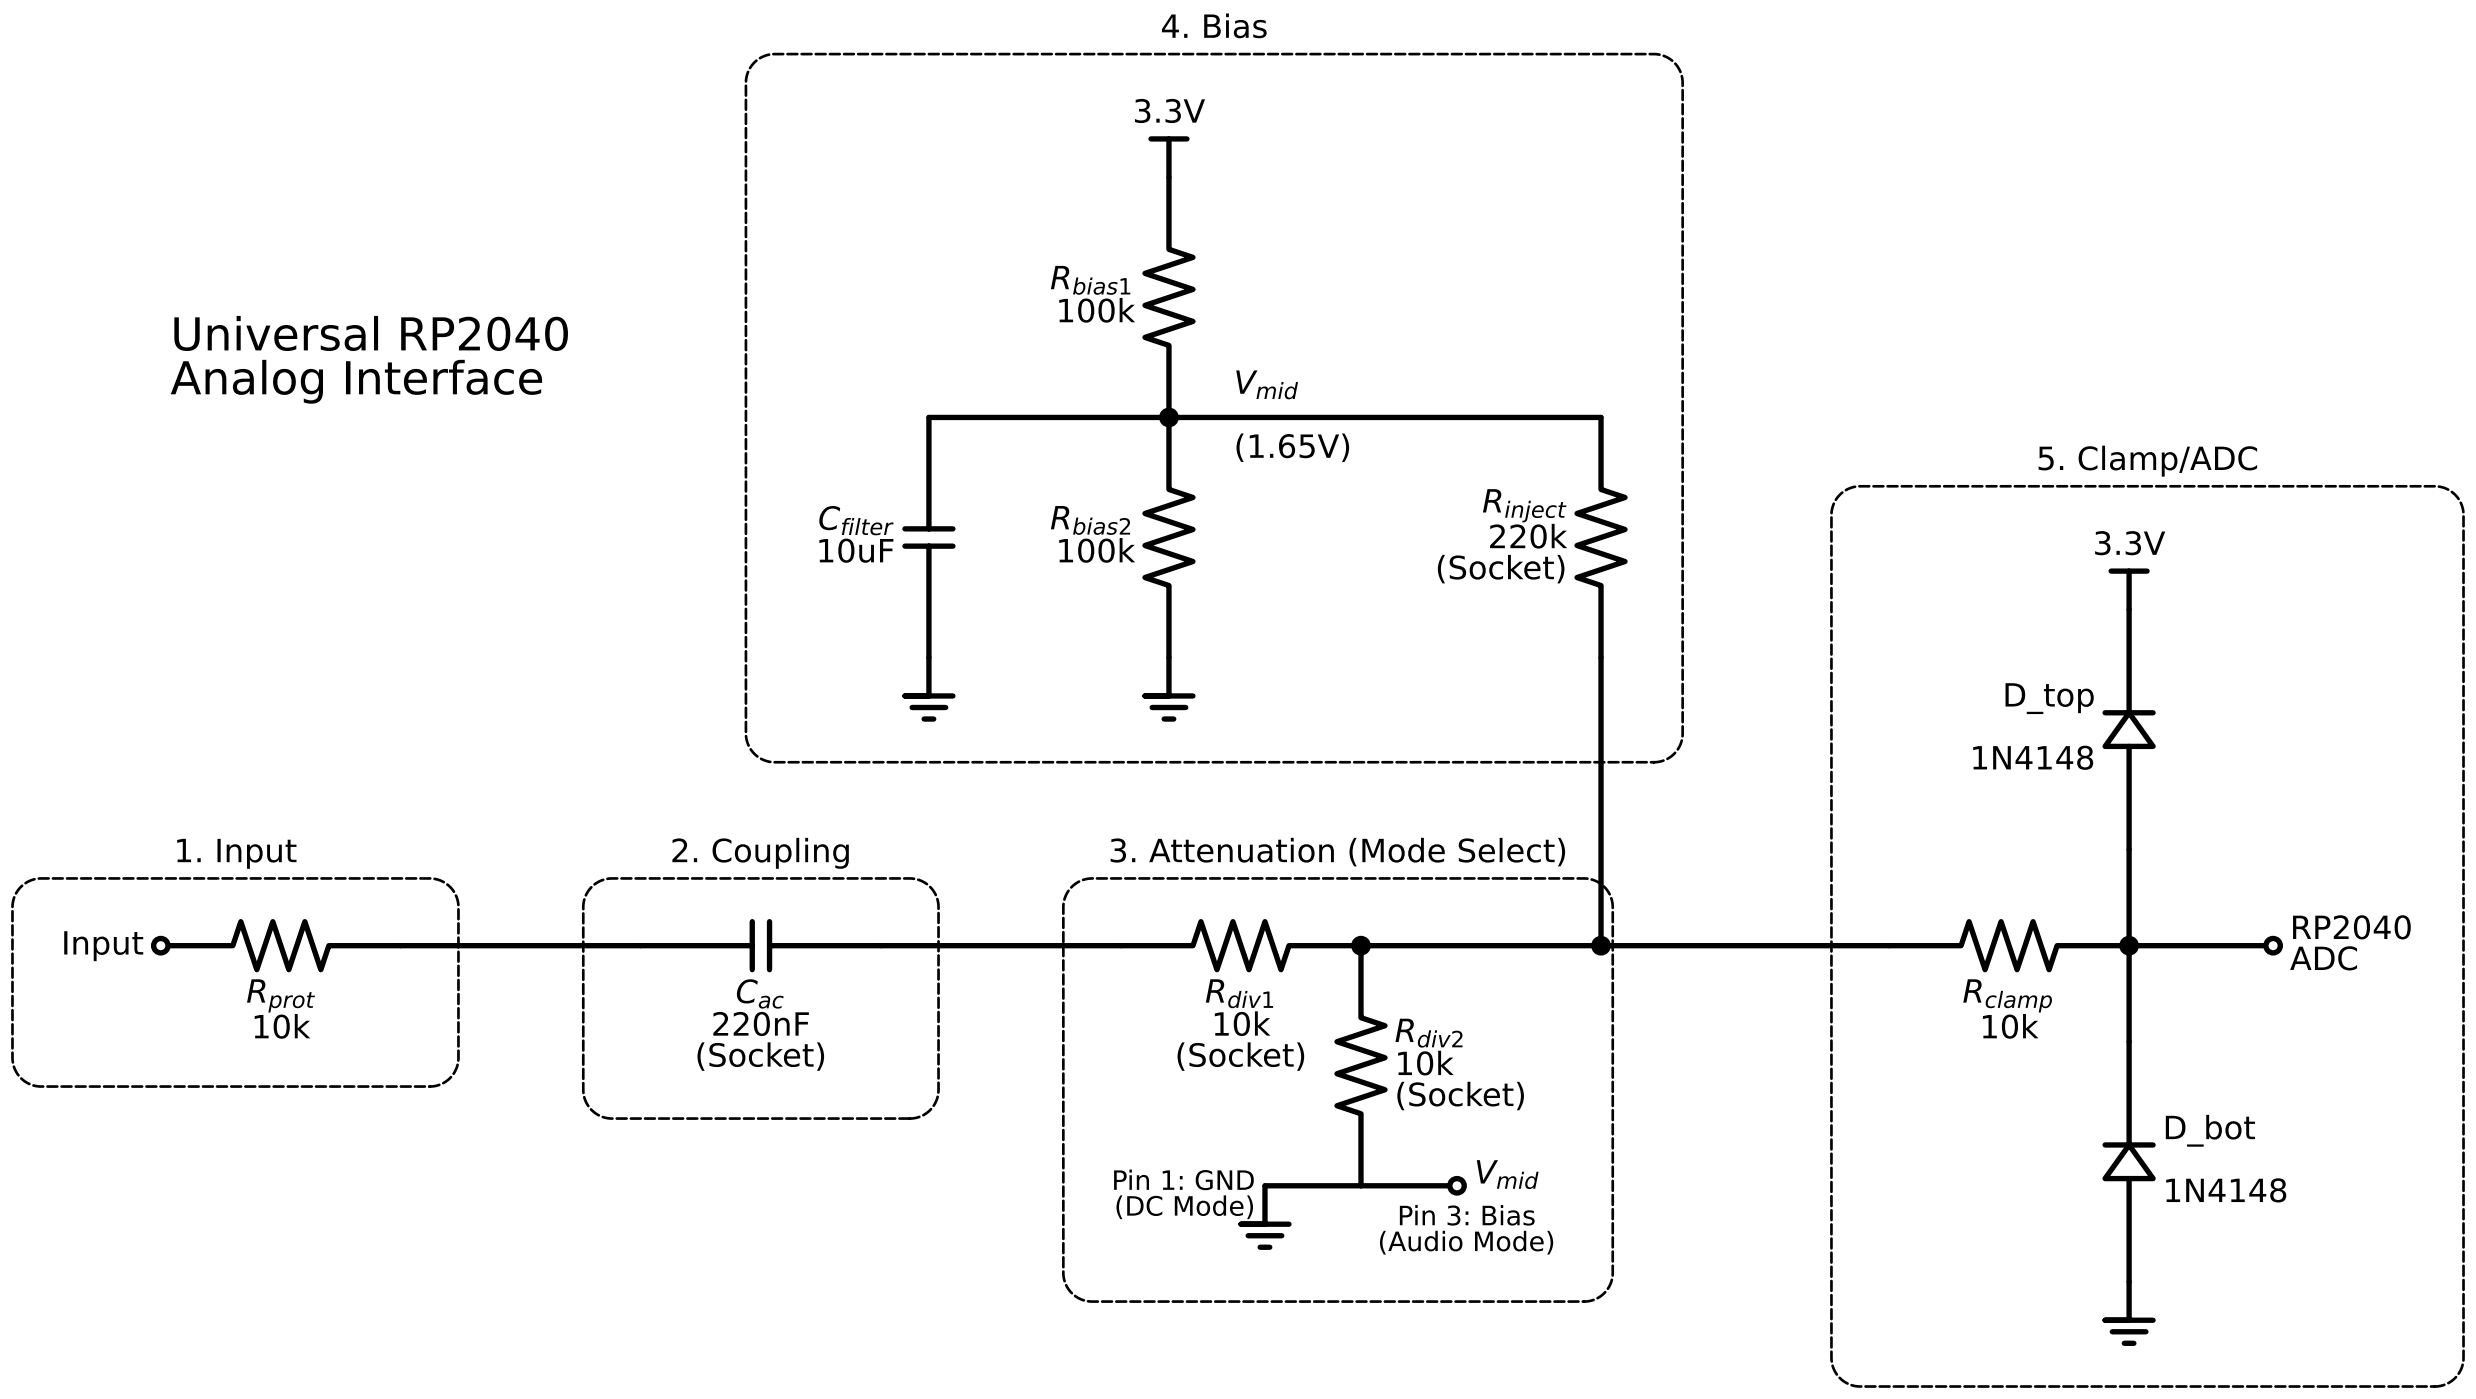 4. Bias
3.3V
R_bias1
100k
Universal RP2040
Analog Interface
V_mid
(1.65V)
C_filter
10uF
R_bias2
100k
R_inject
220k
(Socket)
5. Clamp/ADC
3.3V
D_top
1N4148
1. Input
Input
R_prot
10k
2. Coupling
C_ac
220nF
(Socket)
3. Attenuation (Mode Select)
R_div1
10k
(Socket)
R_div2
10k
(Socket)
Pin 1: GND
(DC Mode)
V_mid
Pin 3: Bias
(Audio Mode)
R_clamp
10k
RP2040
ADC
D_bot
1N4148